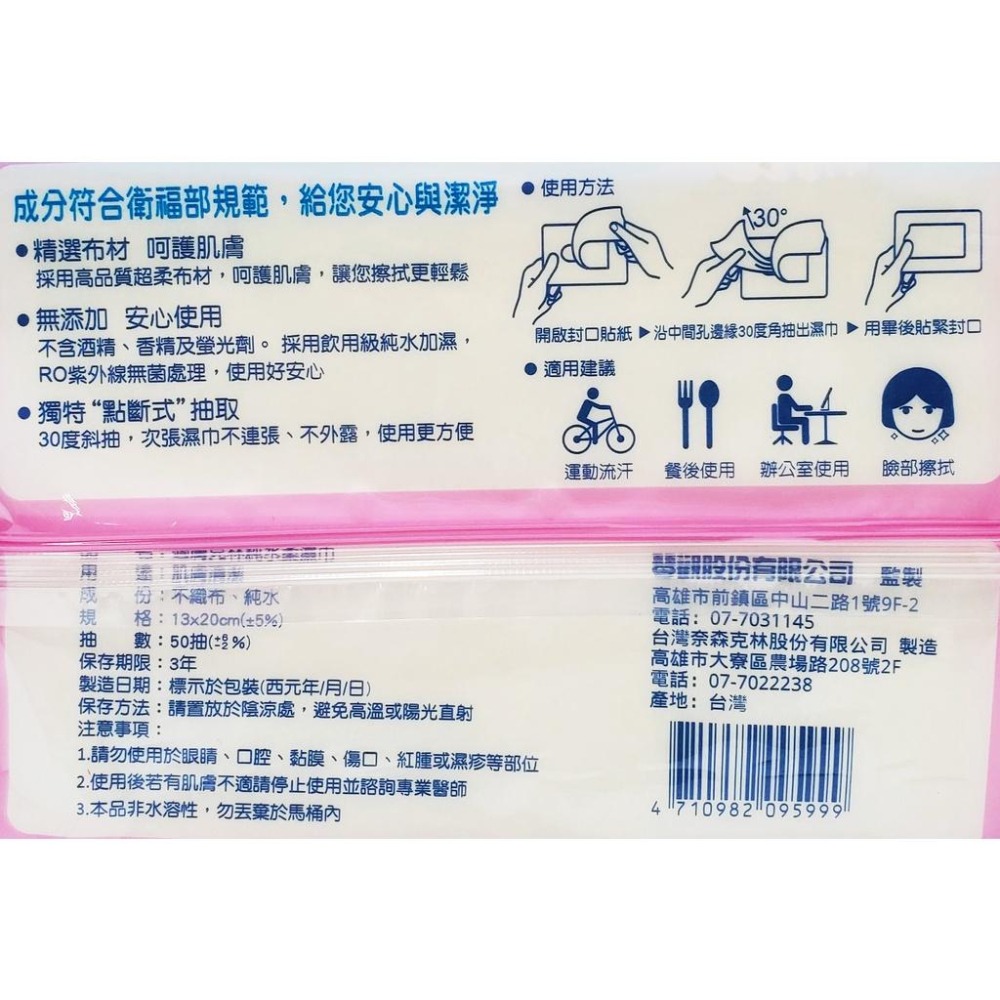 成分符合衛福部規範，給您安心與潔淨
●精選布材 呵護肌膚
採用高品質超柔布材，呵護肌膚，讓您擦拭更輕鬆
●無添加 安心使用
不含酒精、香精及螢光劑。採用飲用級純水加濕，
RO紫外線無菌處理，使用好安心
●獨特“點斷式”抽取
30度斜抽，次張濕巾不連張、不外露，使用更方便
●使用方法
30°
開啟封口貼紙▶沿中間孔邊緣30度角抽出濕巾▶用畢後貼緊封口
●適用建議
運動流汗 餐後使用 辦公室使用 臉部擦拭
用 途：肌膚清潔
成 份：不織布、純水
規 格：13x20cm(±5%)
抽 數：50抽(%)
保存期限：3年
製造日期：標示於包裝(西元年/月/日)
保存方法：請置放於陰涼處，避免高溫或陽光直射
注意事項：
1.請勿使用於眼睛、口腔、黏膜、傷口、紅腫或濕疹等部位
2.使用後若有肌膚不適請停止使用並諮詢專業醫師
3.本品非水溶性，勿丟棄於馬桶內
股份有限公司 監製
高雄市前鎮區中山二路1號9F-2
電話：07-7031145
台灣奈森克林股份有限公司 製造
高雄市大寮區農場路208號2F
電話：07-7022238
產地：台灣
4 710982 095999